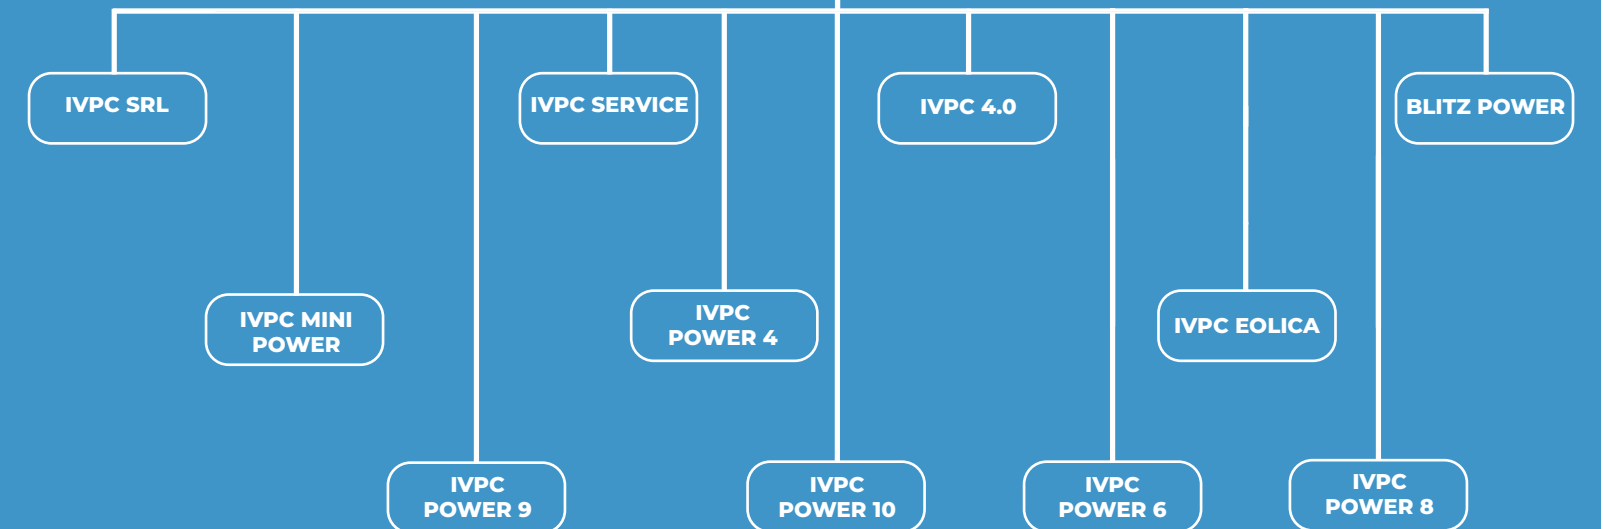 IVPC SRL
IVPC SERVICE
IVPC 4.0
BLITZ POWER
IVPC MINI
POWER
IVPC
POWER 4
IVPC EOLICA
IVPC
POWER 9
IVPC
POWER 10
IVPC
POWER 6
IVPC
POWER 8